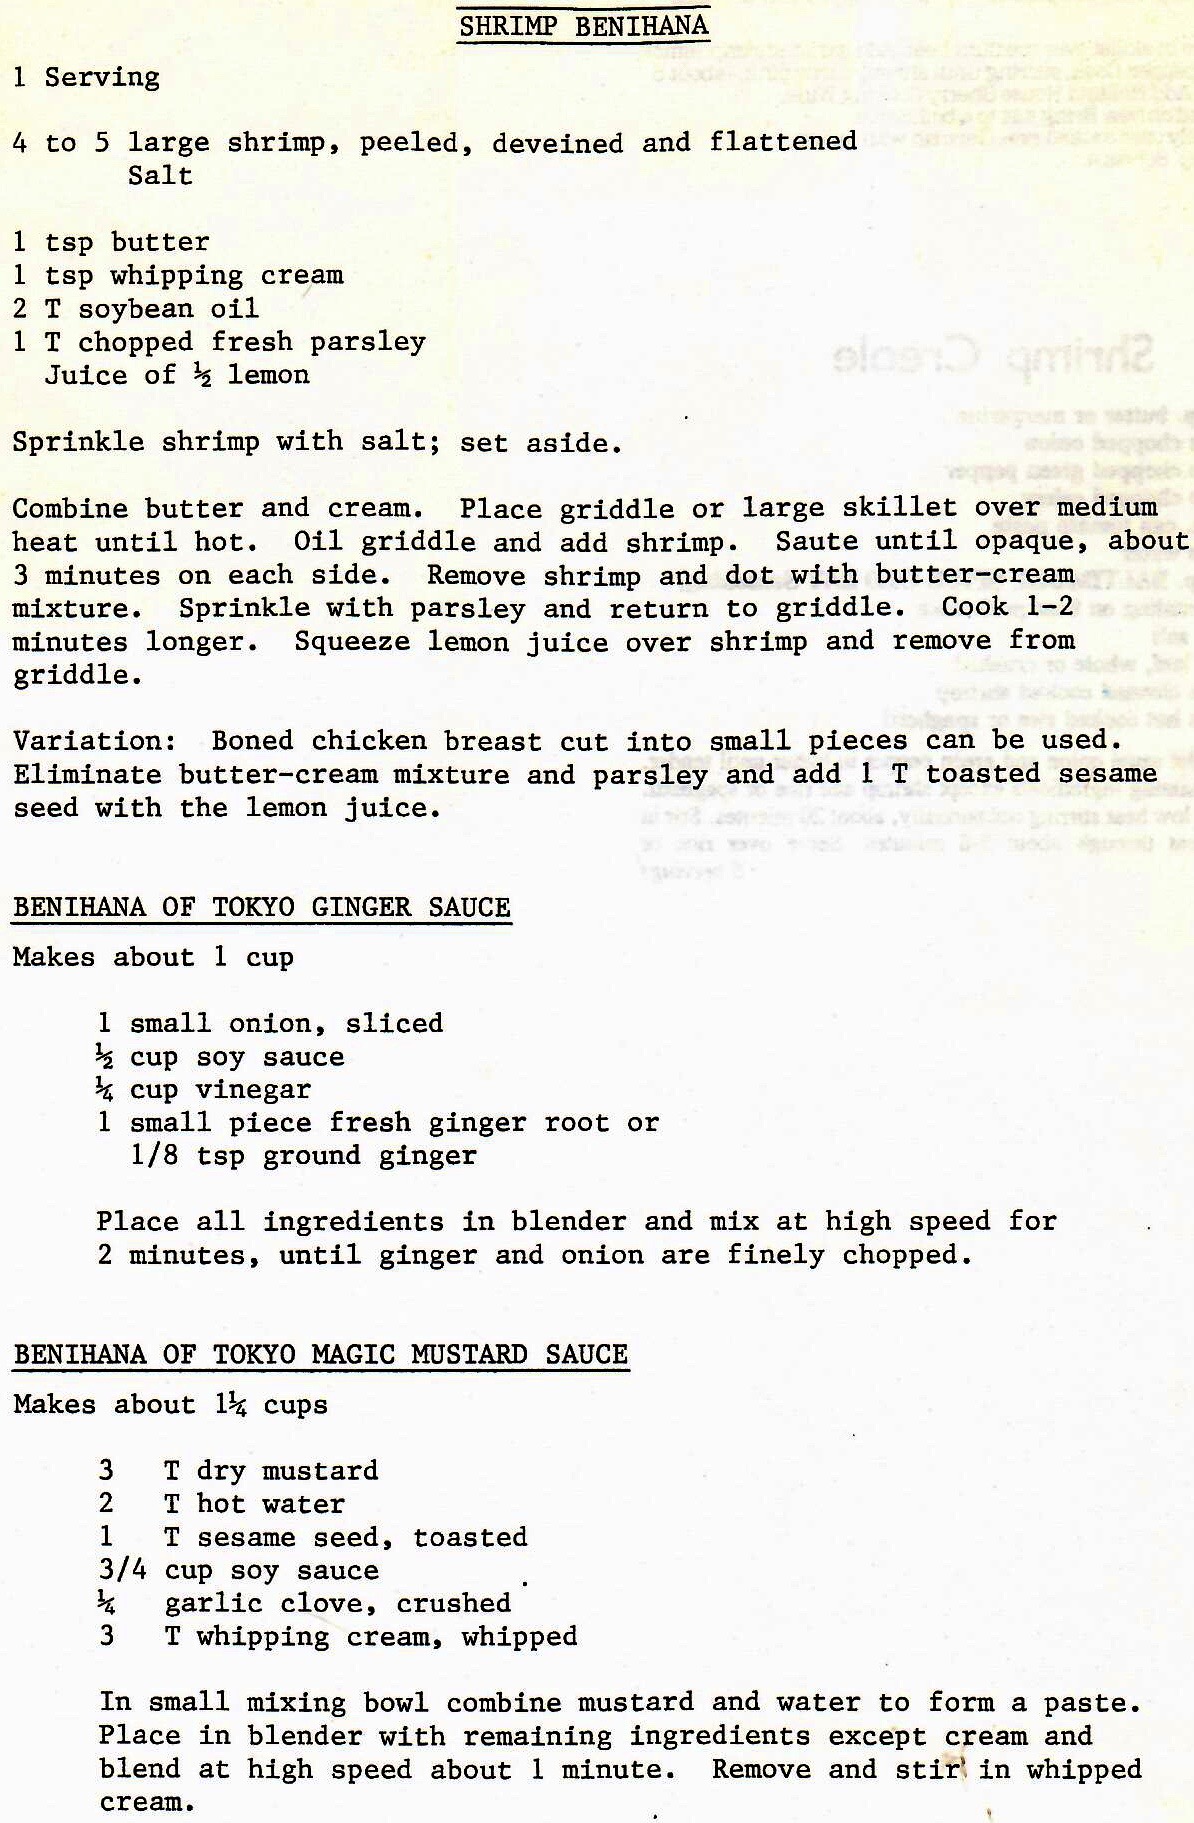 SHRIMP BENIHANA
1 Serving
4 to 5 large shrimp, peeled, deveined and flattened
Salt
1 tsp butter
1 tsp whipping cream
2 T soybean oil
1 T chopped fresh parsley
Juice of ½ lemon
Sprinkle shrimp with salt; set aside.
Combine butter and cream. Place griddle or large skillet over medium
heat until hot. Oil griddle and add shrimp. Saute until opaque, about
3 minutes on each side. Remove shrimp and dot with butter-cream
mixture. Sprinkle with parsley and return to griddle. Cook 1-2
minutes longer. Squeeze lemon juice over shrimp and remove from
griddle.
Variation: Boned chicken breast cut into small pieces can be used.
Eliminate butter-cream mixture and parsley and add 1 T toasted sesame
seed with the lemon juice.
BENIHANA OF TOKYO GINGER SAUCE
Makes about 1 cup
1 small onion, sliced
½ cup soy sauce
¼ cup vinegar
1 small piece fresh ginger root or
1/8 tsp ground ginger
Place all ingredients in blender and mix at high speed for
2 minutes, until ginger and onion are finely chopped.
BENIHANA OF TOKYO MAGIC MUSTARD SAUCE
Makes about 1¼ cups
3 T dry mustard
2 T hot water
1 T sesame seed, toasted
3/4 cup soy sauce
¼ garlic clove, crushed
3 T whipping cream, whipped
In small mixing bowl combine mustard and water to form a paste.
Place in blender with remaining ingredients except cream and
blend at high speed about 1 minute. Remove and stir in whipped
cream.